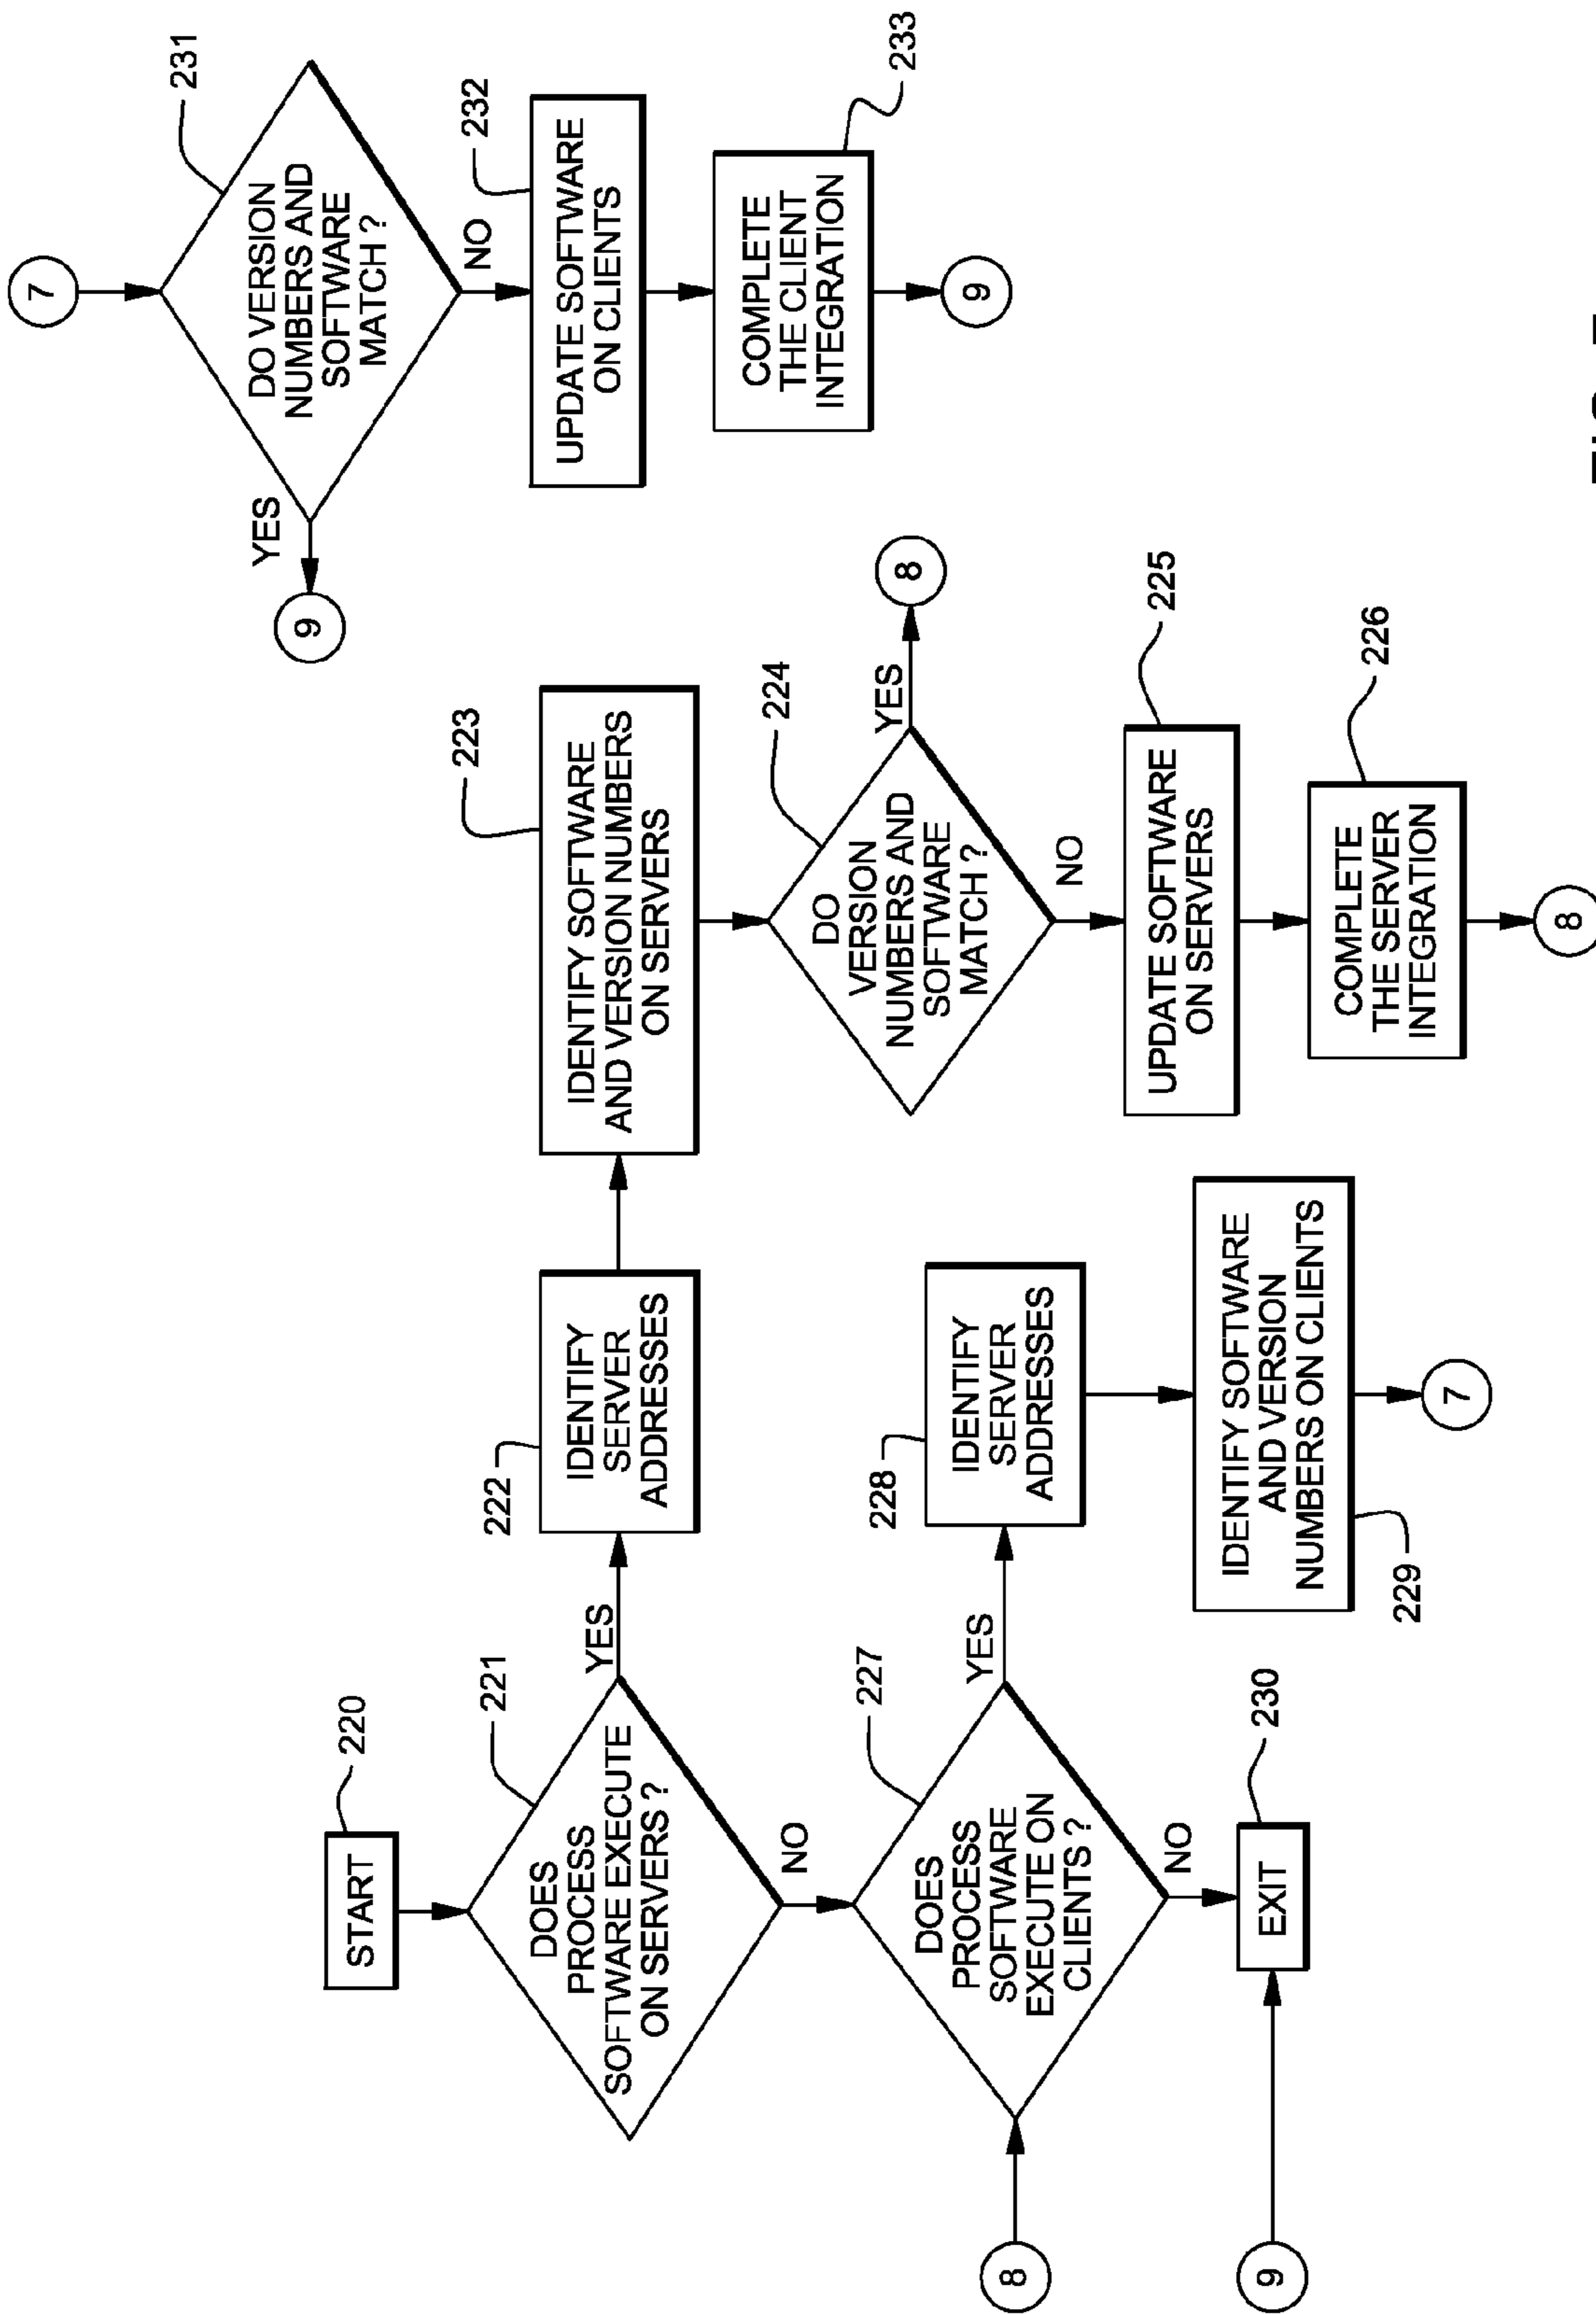 START
220
DOES
PROCESS
SOFTWARE EXECUTE
ON SERVERS ?
221
YES
NO
222
IDENTIFY
SERVER
ADDRESSES
223
IDENTIFY SOFTWARE
AND VERSION NUMBERS
ON SERVERS
224
DO
VERSION
NUMBERS AND
SOFTWARE
MATCH ?
YES
8
NO
225
UPDATE SOFTWARE
ON SERVERS
226
COMPLETE
THE SERVER
INTEGRATION
8
8
DOES
PROCESS
SOFTWARE
EXECUTE ON
CLIENTS ?
227
YES
NO
228
IDENTIFY
SERVER
ADDRESSES
IDENTIFY SOFTWARE
AND VERSION
NUMBERS ON CLIENTS
229
7
9
EXIT
230
7
DO VERSION
NUMBERS AND
SOFTWARE
MATCH ?
231
YES
9
NO
232
UPDATE SOFTWARE
ON CLIENTS
COMPLETE
THE CLIENT
INTEGRATION
233
9